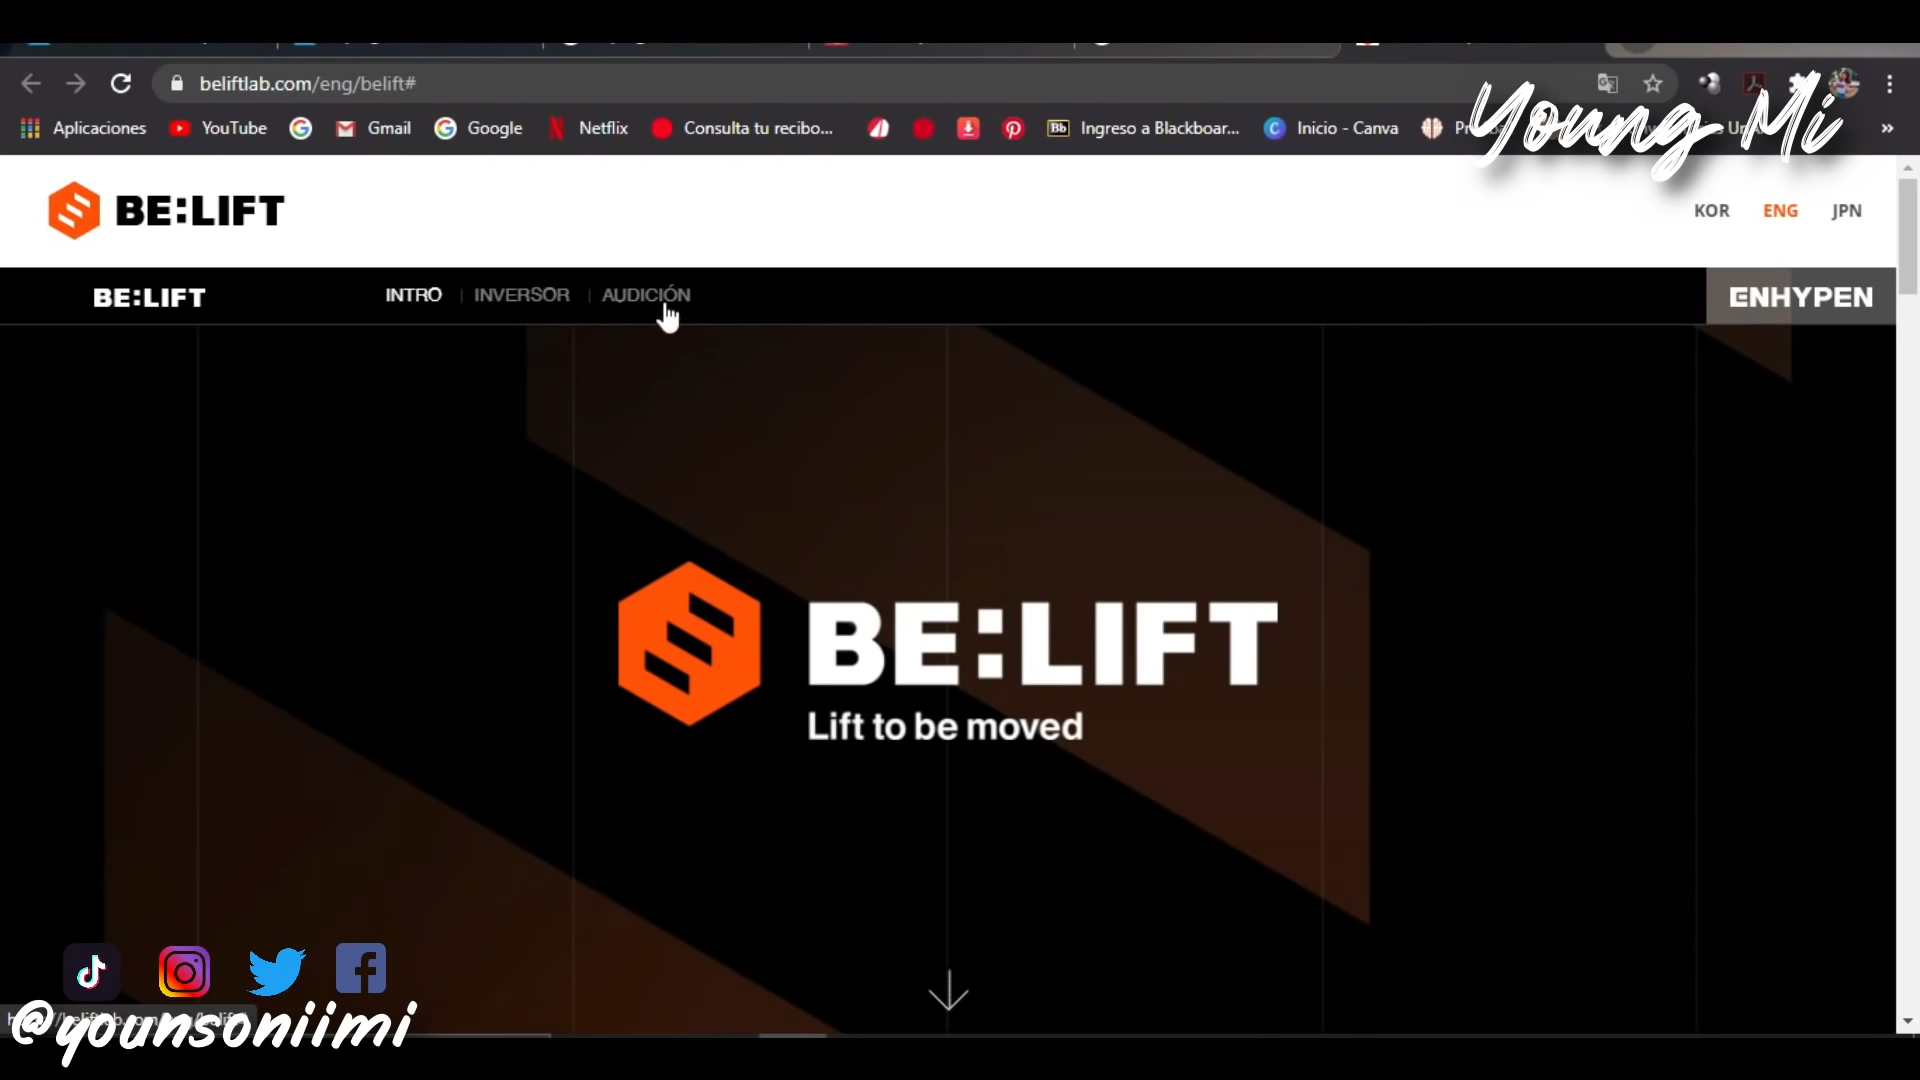 beliftlab.com/eng/belift#
Aplicaciones YouTube Gmail Google Netflix Consulta tu recibo... Bb Ingreso a Blackboar... C Inicio - Canva »
Young Mi
BE:LIFT
KOR ENG JPN
BE:LIFT INTRO | INVERSOR | AUDICIÓN ENHYPEN
BE:LIFT
Lift to be moved
@younsoniimi